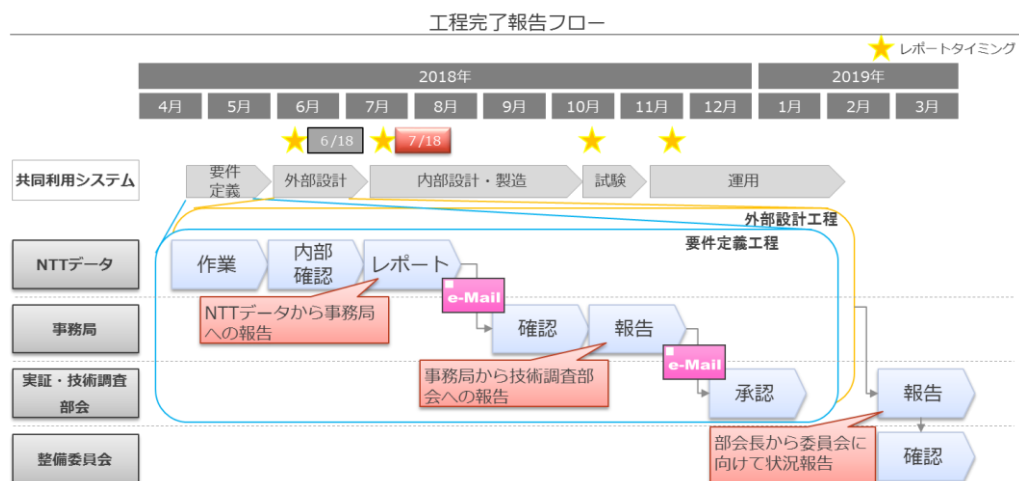 工程完了報告フロー
レポートタイミング
2018年
2019年
4月
5月
6月
7月
8月
9月
10月
11月
12月
1月
2月
3月
6/18
7/18
共同利用システム
要件
定義
外部設計
内部設計・製造
試験
運用
外部設計工程
要件定義工程
NTTデータ
作業
内部
確認
レポート
e-Mail
NTTデータから事務局
への報告
事務局
確認
報告
e-Mail
事務局から技術調査部
会への報告
実証・技術調査
部会
承認
報告
部会長から委員会に
向けて状況報告
整備委員会
確認